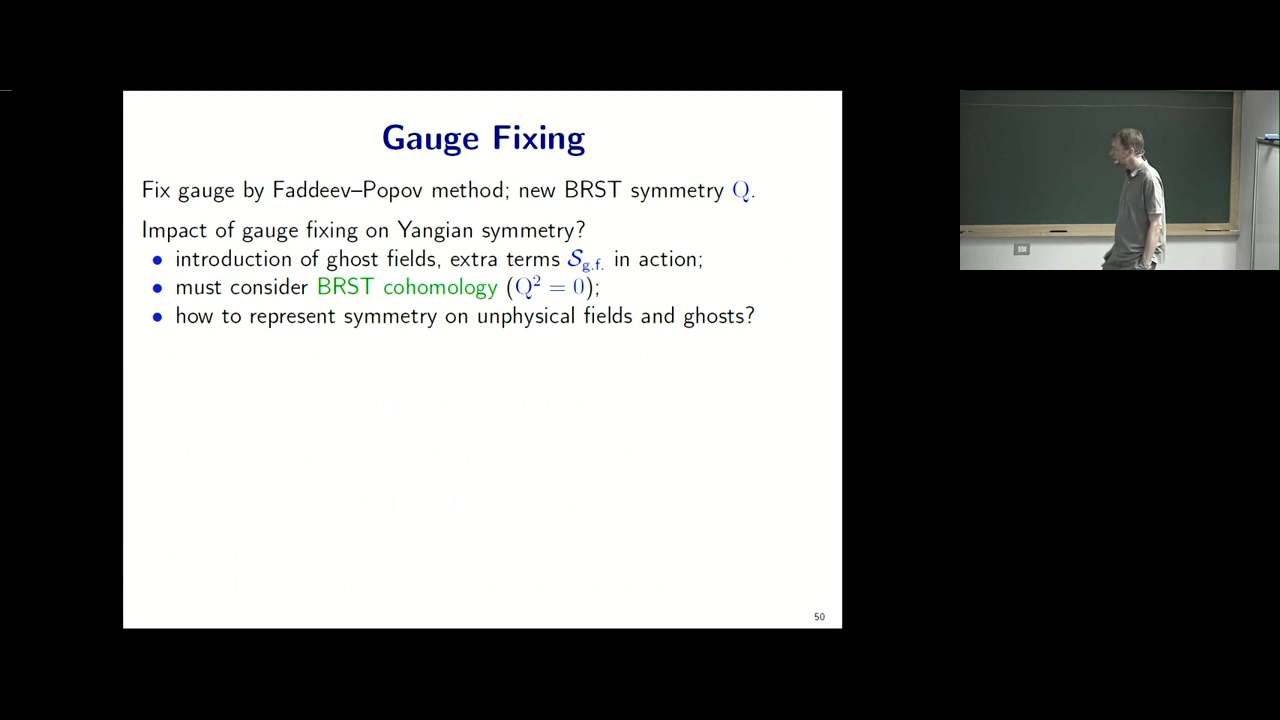 Gauge Fixing
Fix gauge by Faddeev–Popov method; new BRST symmetry Q.
Impact of gauge fixing on Yangian symmetry?
• introduction of ghost fields, extra terms 𝒮g.f. in action;
• must consider BRST cohomology (Q² = 0);
• how to represent symmetry on unphysical fields and ghosts?
50